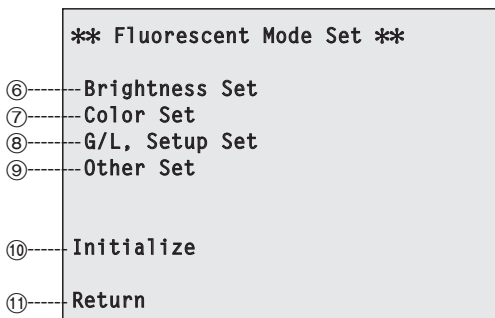 ** Fluorescent Mode Set **
⑥ Brightness Set
⑦ Color Set
⑧ G/L, Setup Set
⑨ Other Set
⑩ Initialize
⑪ Return